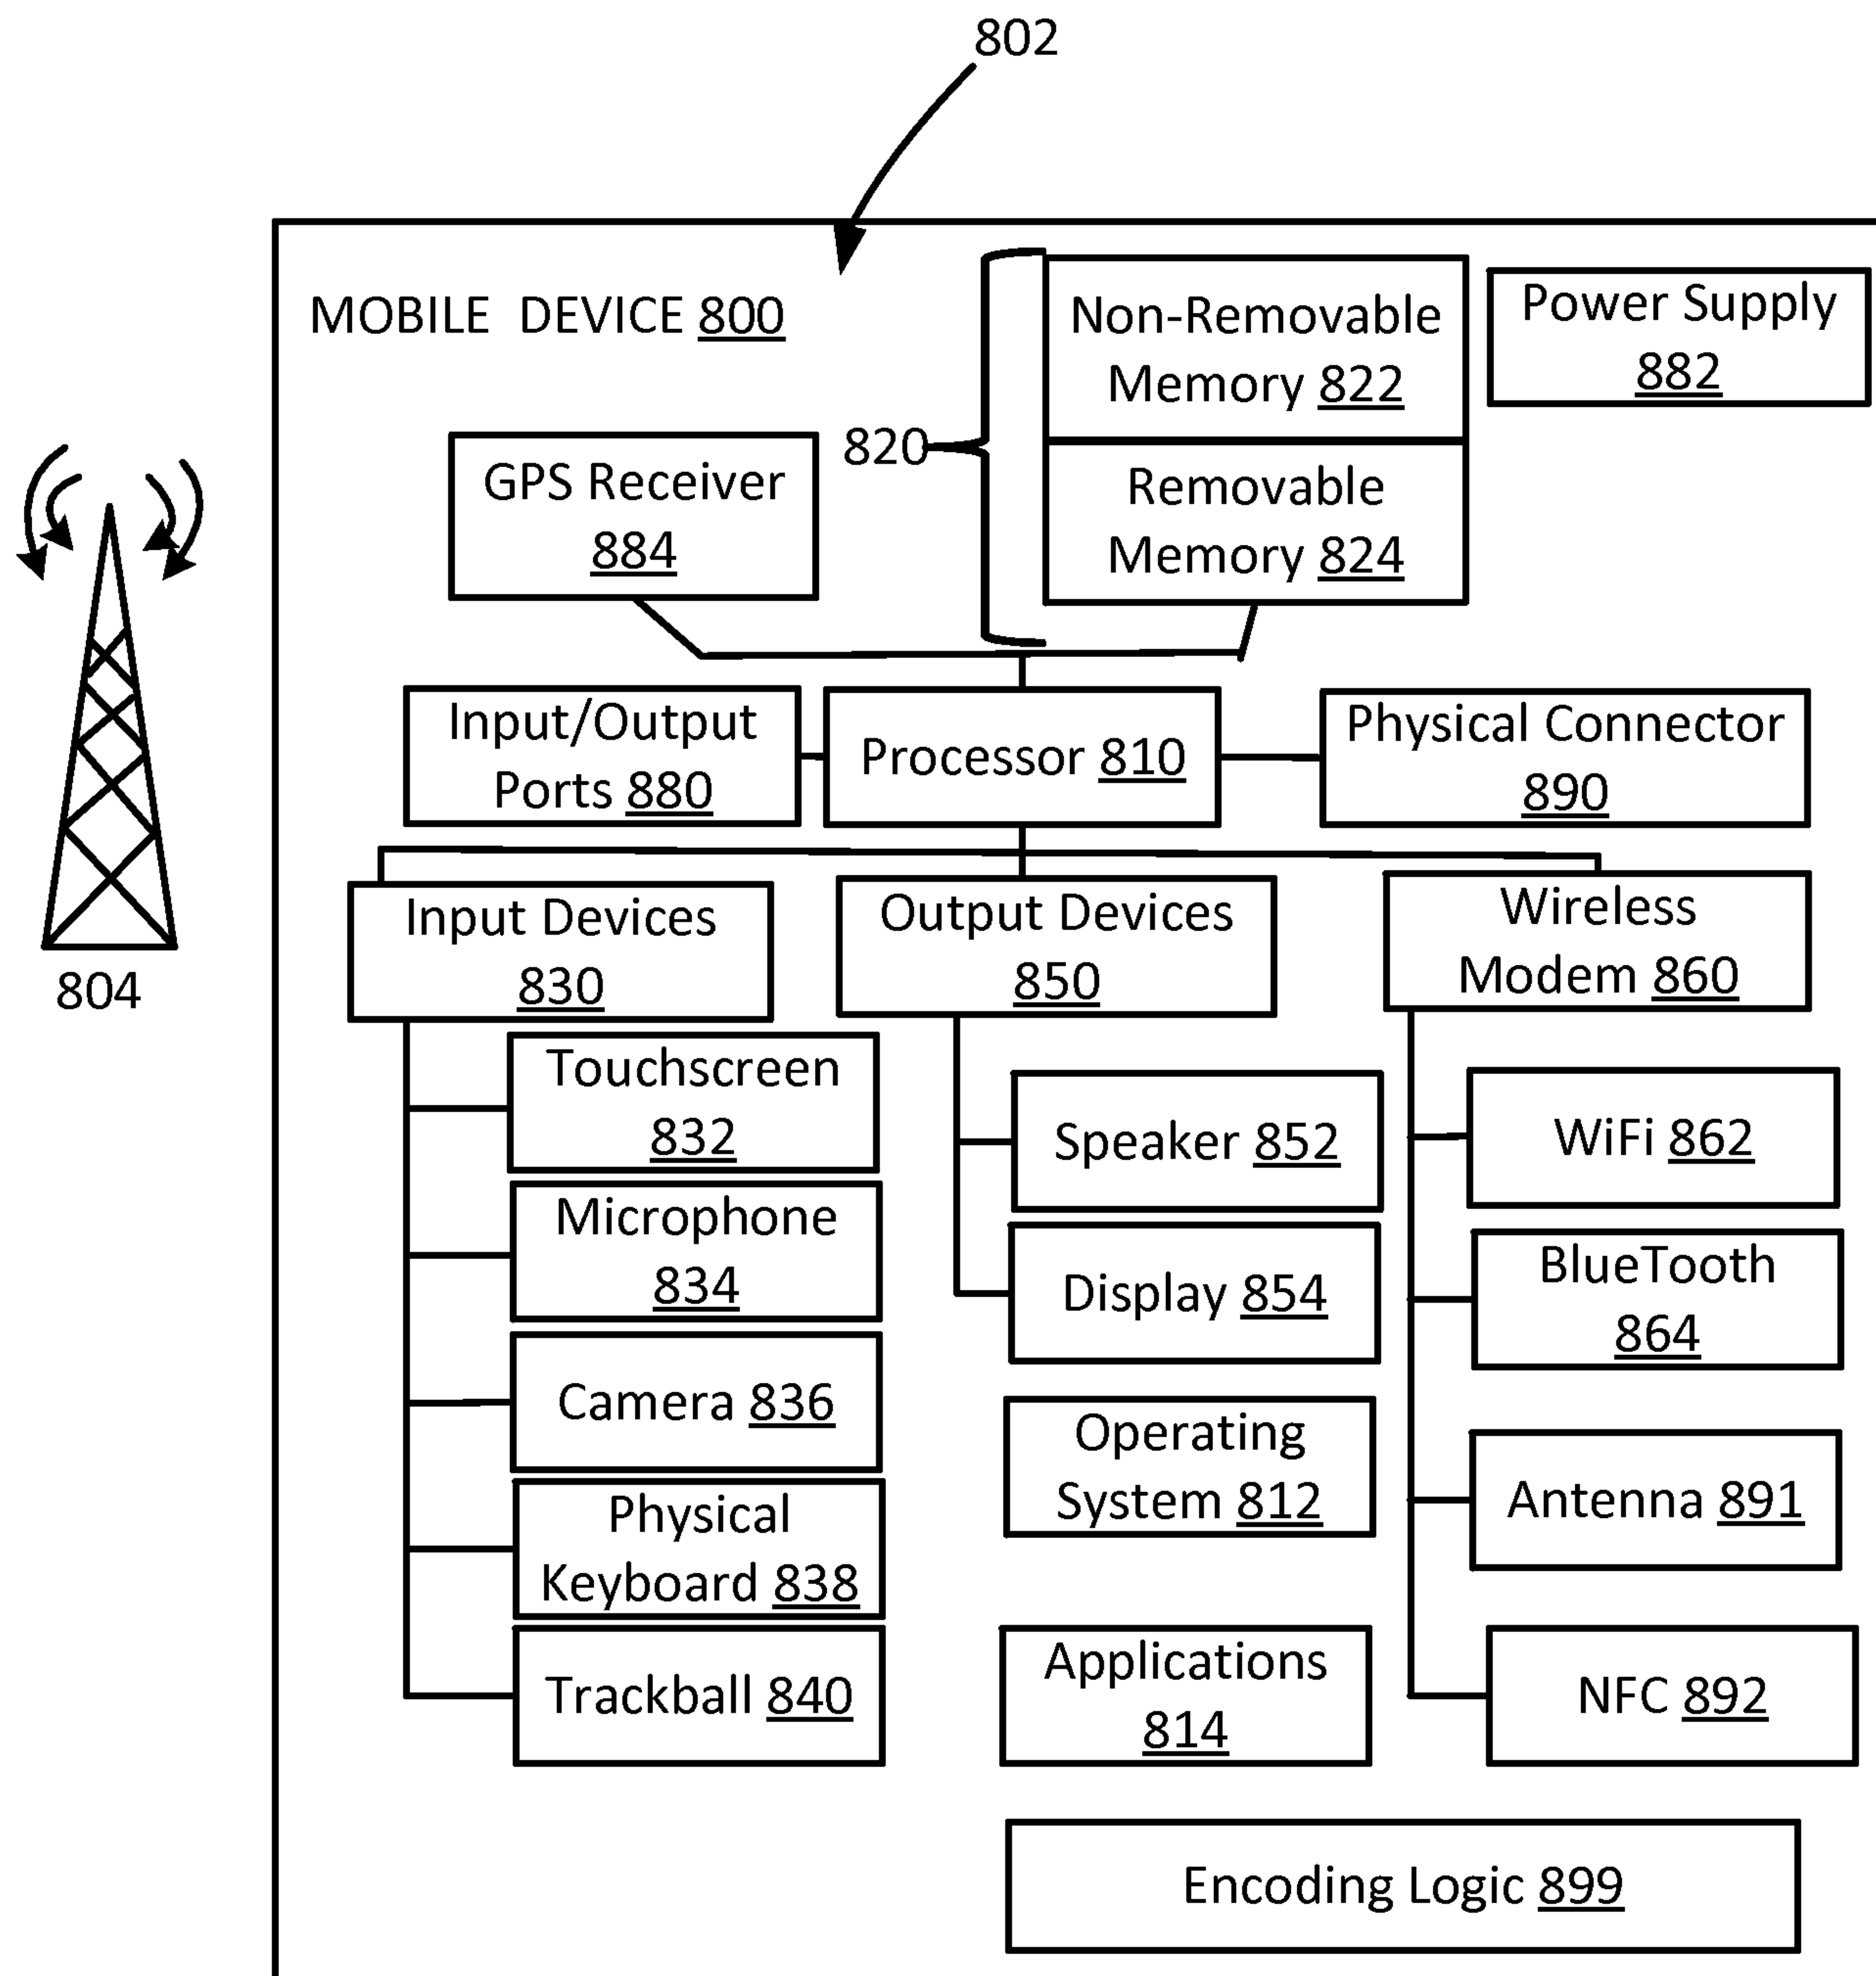 802
MOBILE DEVICE 800
Non-Removable
Memory 822
Power Supply
882
820
GPS Receiver
884
Removable
Memory 824
Input/Output
Ports 880
Processor 810
Physical Connector
890
Input Devices
830
Output Devices
850
Wireless
Modem 860
804
Touchscreen
832
Speaker 852
WiFi 862
Microphone
834
Display 854
BlueTooth
864
Camera 836
Operating
System 812
Antenna 891
Physical
Keyboard 838
Trackball 840
Applications
814
NFC 892
Encoding Logic 899